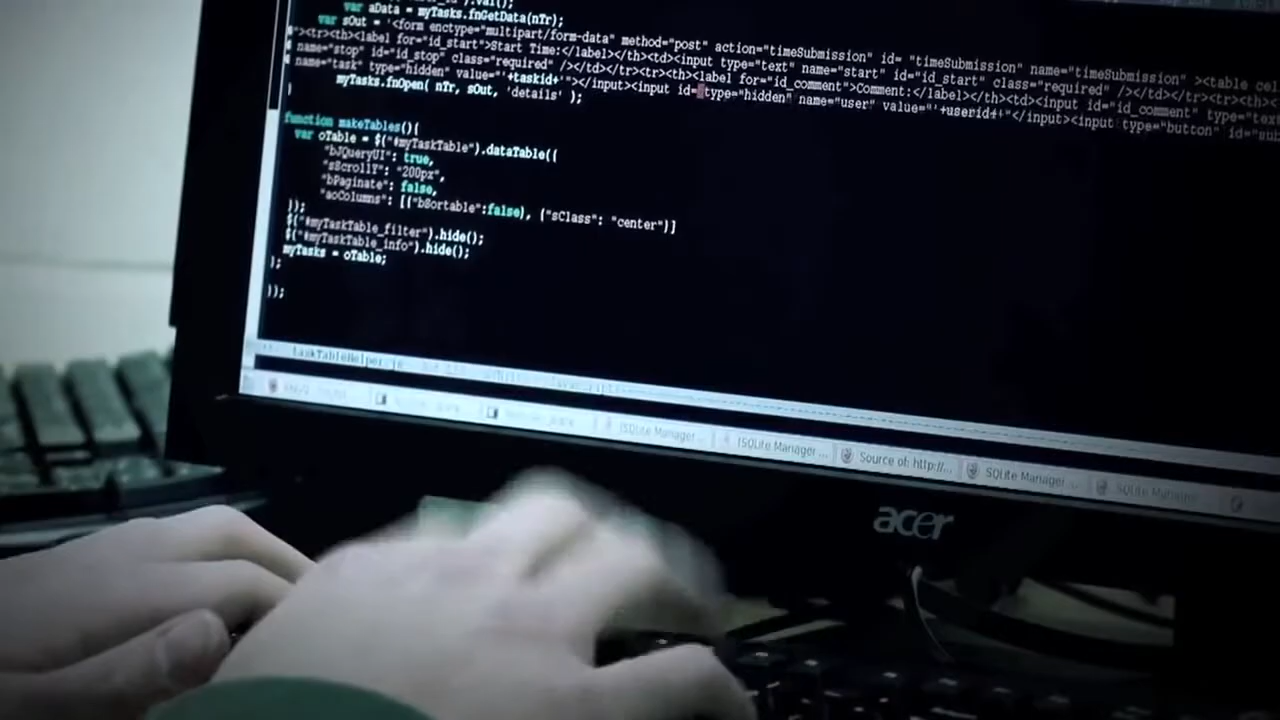 var aData = myTasks.fnGetData(nTr);
var sOut = '<form enctype="multipart/form-data" method="post" action="timeSubmission" id= "timeSubmission" name="timeSubmission" ><table cel
"><tr><th><label for="id_start">Start Time:</label></th><td><input type="text" name="start" id="id_start" class="required" /></td></tr><tr><th><
name="stop" id="id_stop" class="required" /></td></tr><tr><th><label for="id_comment">Comment:</label></th><td><input id="id_comment" type="text
name="task" type="hidden" value="'+taskid+'"></input><input id= type="hidden" name="user" value="'+userid+'"</input><input type="button" id="sub
myTasks.fnOpen( nTr, sOut, 'details' );
}
function makeTables(){
var oTable = $("#myTaskTable").dataTable({
"bJQueryUI": true,
"sScrollY": "200px",
"bPaginate": false,
"aoColumns": [{"bSortable":false}, {"sClass": "center"}]
});
$("#myTaskTable_filter").hide();
$("#myTaskTable_info").hide();
myTasks = oTable;
};
});
taskTableHelper.js
[SQLite Manager ... [SQLite Manager ... Source of: http://... SQLite Manager ... SQLite Manager
acer